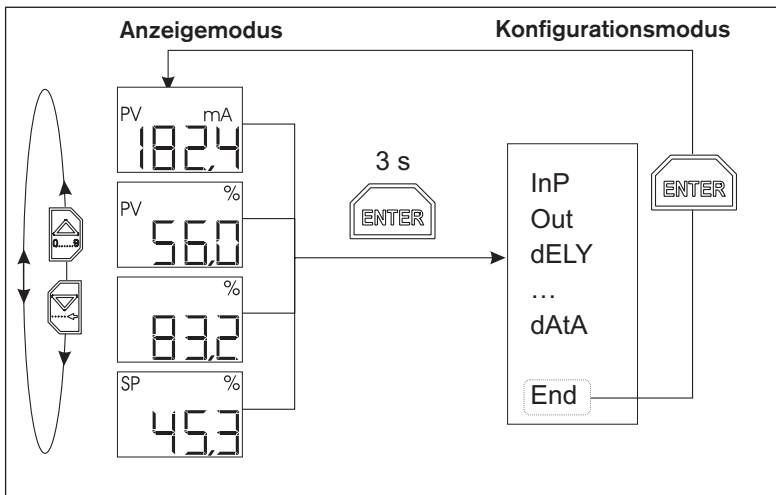 Anzeigemodus
Konfigurationsmodus
PV mA
182,4
%
PV
56,0
%
83,2
SP %
45,3
0......9
3 s
ENTER
InP
Out
dELY
...
dAtA
End
ENTER